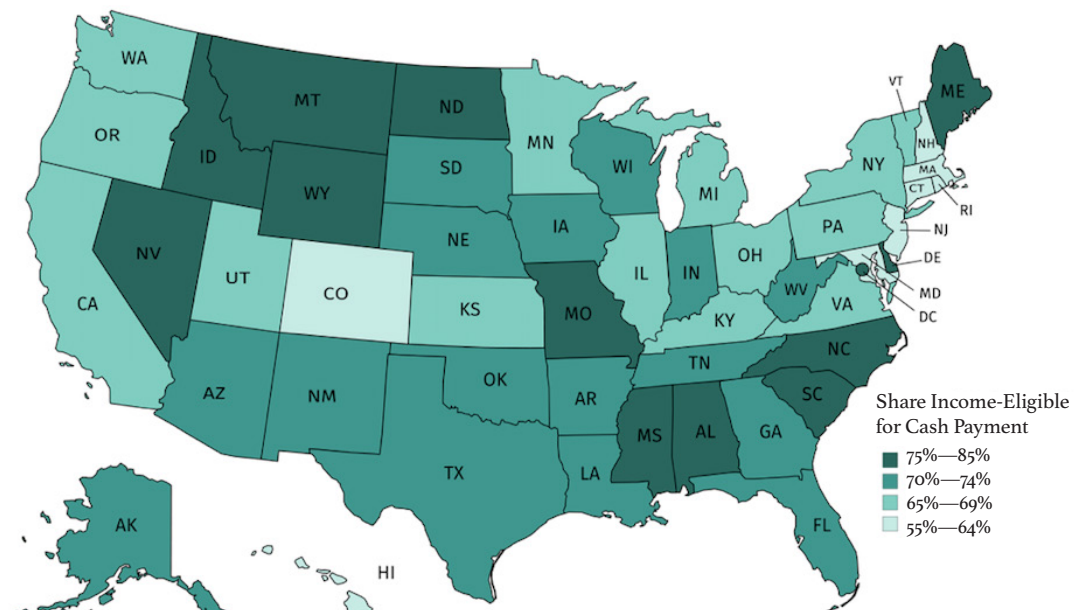 WA
OR
CA
NV
ID
MT
WY
UT
CO
AZ
NM
ND
SD
NE
KS
OK
TX
MN
IA
MO
AR
LA
WI
IL
MI
IN
OH
KY
TN
MS
AL
GA
FL
SC
NC
VA
WV
PA
NY
VT
NH
ME
MA
CT
RI
NJ
DE
MD
DC
AK
HI
Share Income-Eligible
for Cash Payment
75%—85%
70%—74%
65%—69%
55%—64%